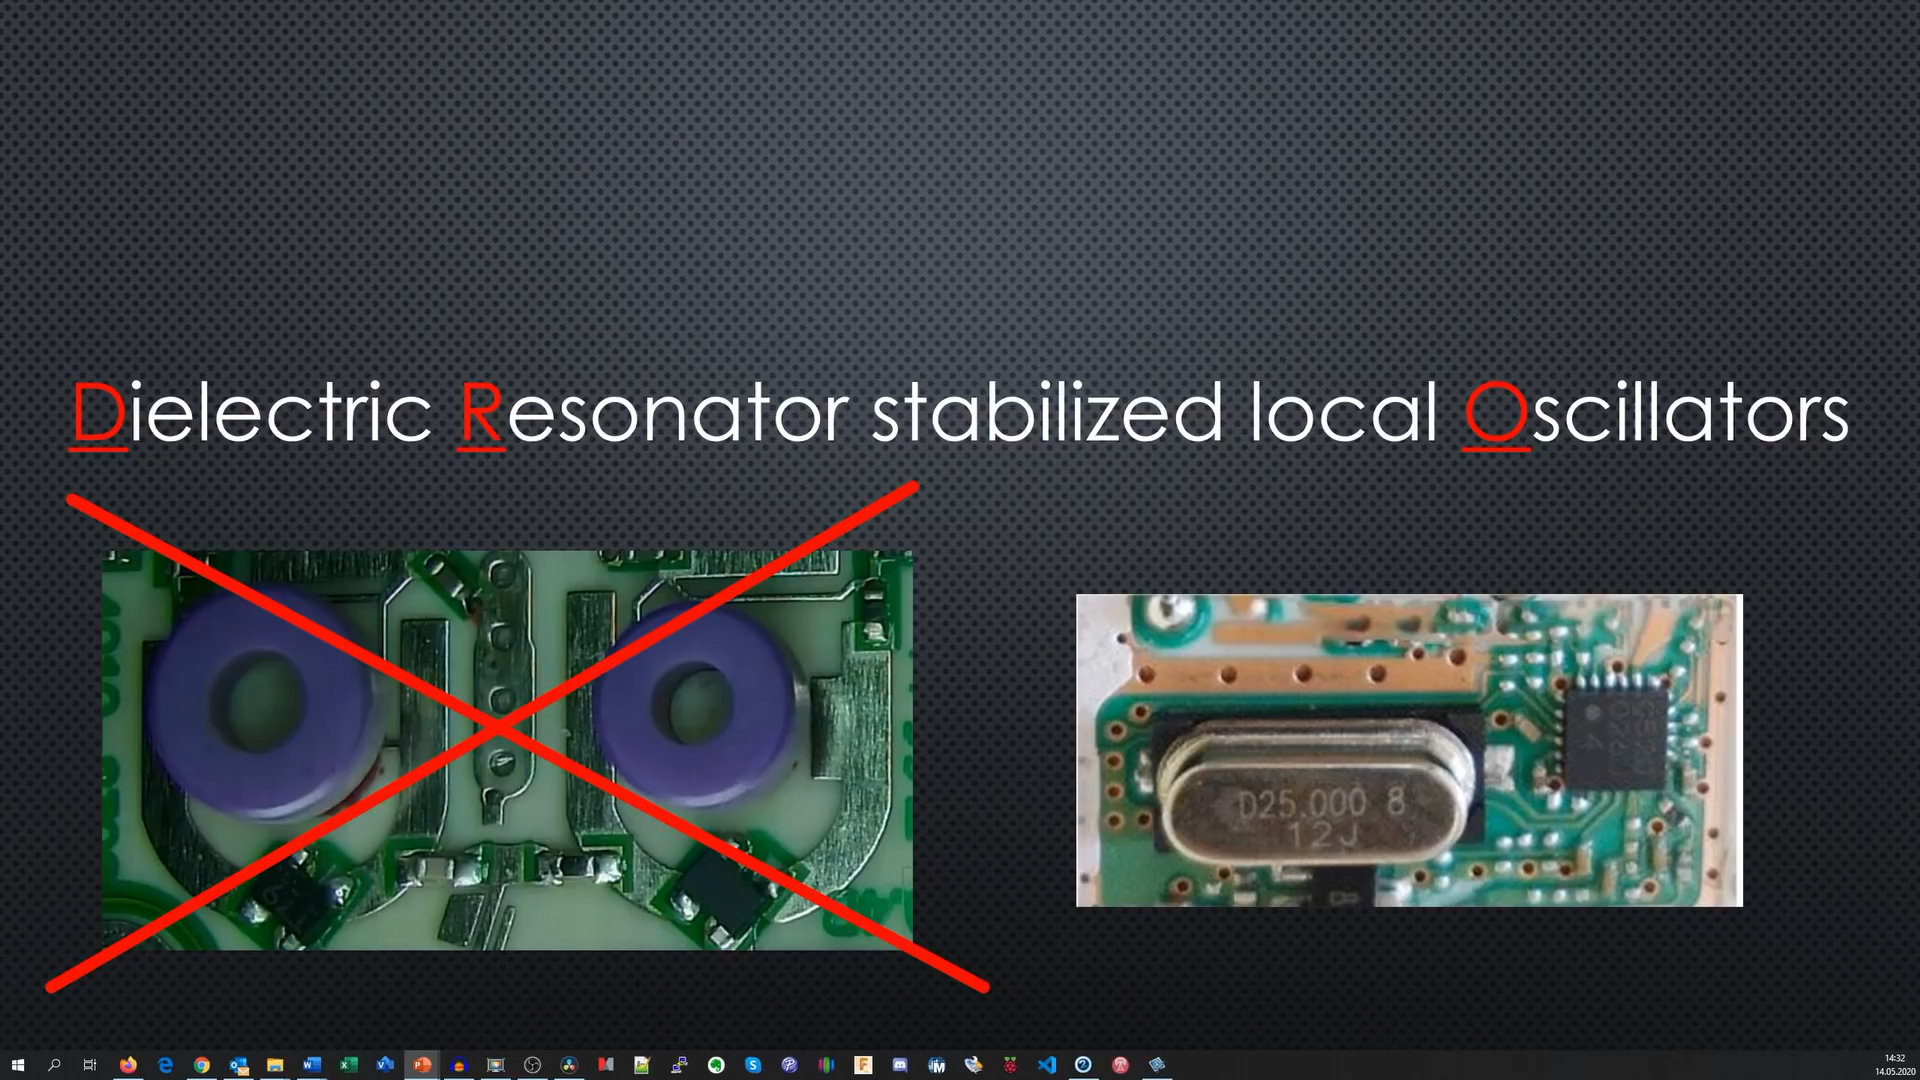 Dielectric Resonator stabilized local Oscillators
D25.000 8
12J
14:32
14.05.2020